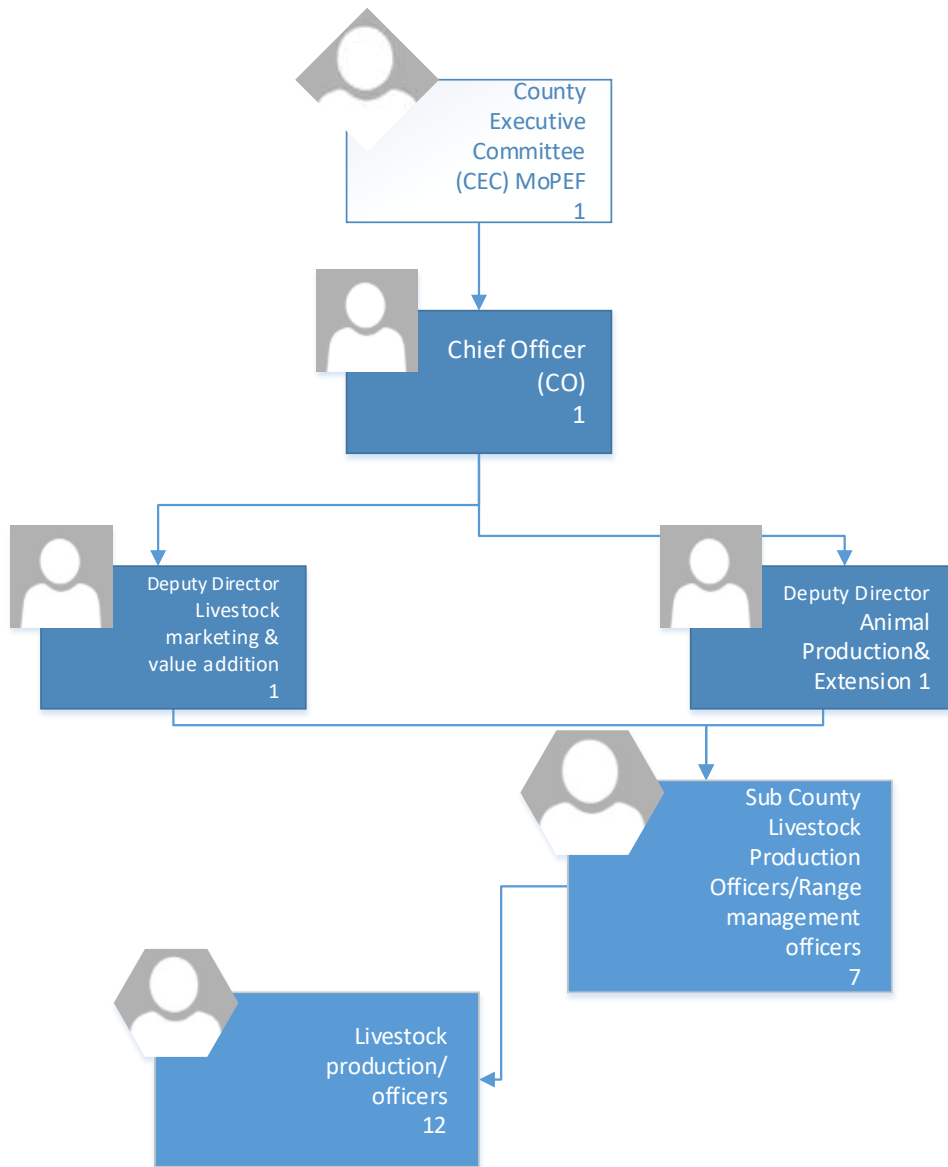 County
Executive
Committee
(CEC) MoPEF
1
Chief Officer
(CO)
1
Deputy Director
Livestock
marketing &
value addition
1
Deputy Director
Animal
Production&
Extension 1
Sub County
Livestock
Production
Officers/Range
management
officers
7
Livestock
production/
officers
12